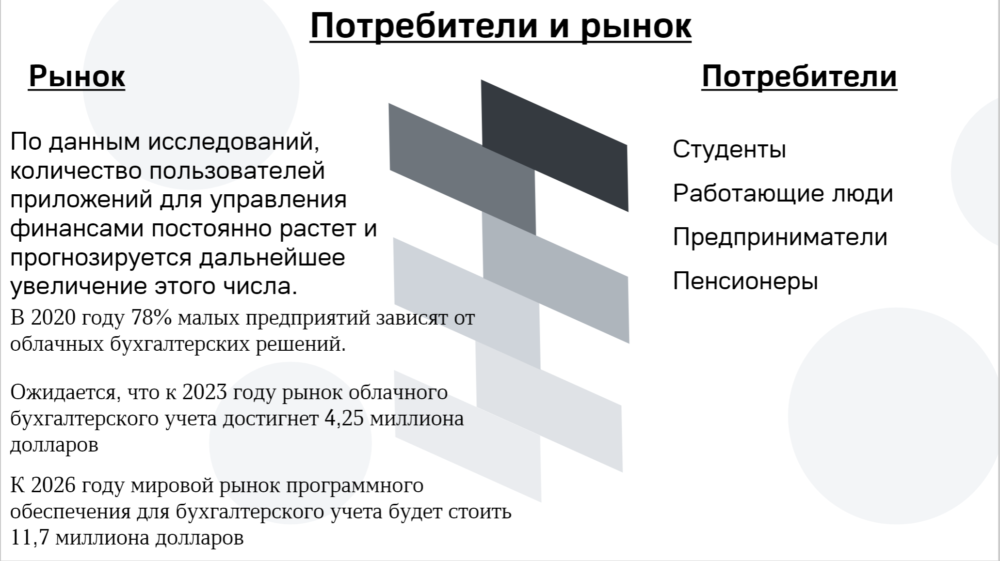 Потребители и рынок
Рынок
По данным исследований,
количество пользователей
приложений для управления
финансами постоянно растет и
прогнозируется дальнейшее
увеличение этого числа.
В 2020 году 78% малых предприятий зависят от
облачных бухгалтерских решений.
Ожидается, что к 2023 году рынок облачного
бухгалтерского учета достигнет 4,25 миллиона
долларов
К 2026 году мировой рынок программного
обеспечения для бухгалтерского учета будет стоить
11,7 миллиона долларов
Потребители
Студенты
Работающие люди
Предприниматели
Пенсионеры